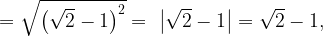 = √((√2 − 1)²) = |√2 − 1| = √2 − 1,